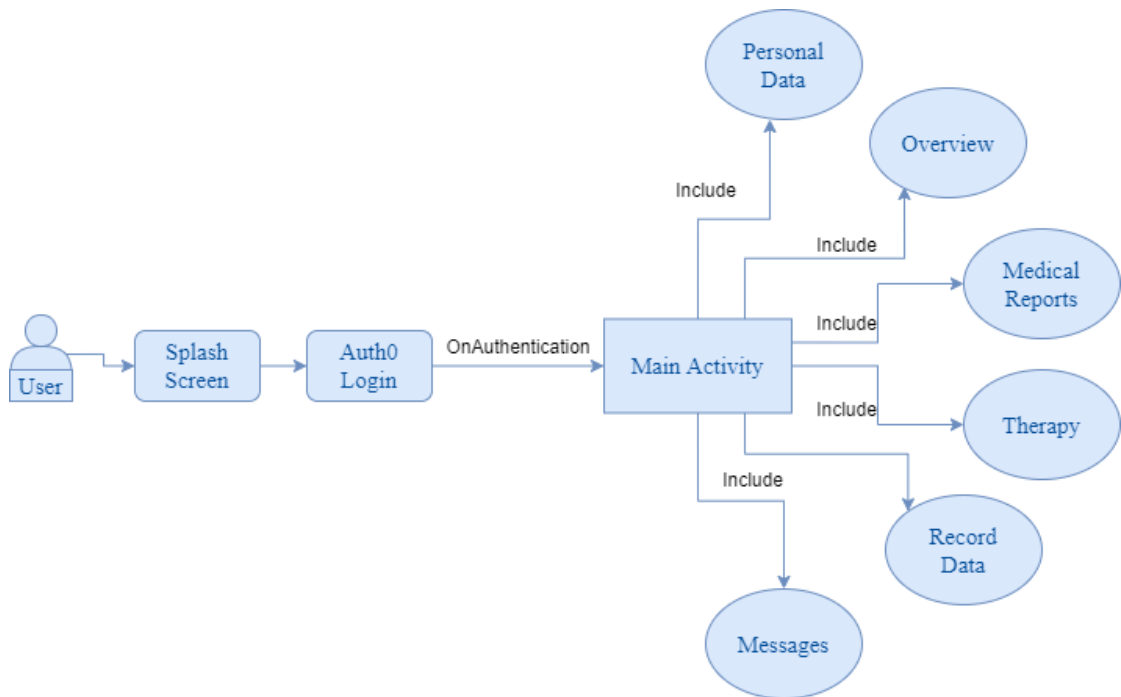 Personal
Data
Overview
Include
Include
Medical
Reports
Include
User
Splash
Screen
Auth0
Login
OnAuthentication
Main Activity
Include
Therapy
Include
Record
Data
Messages